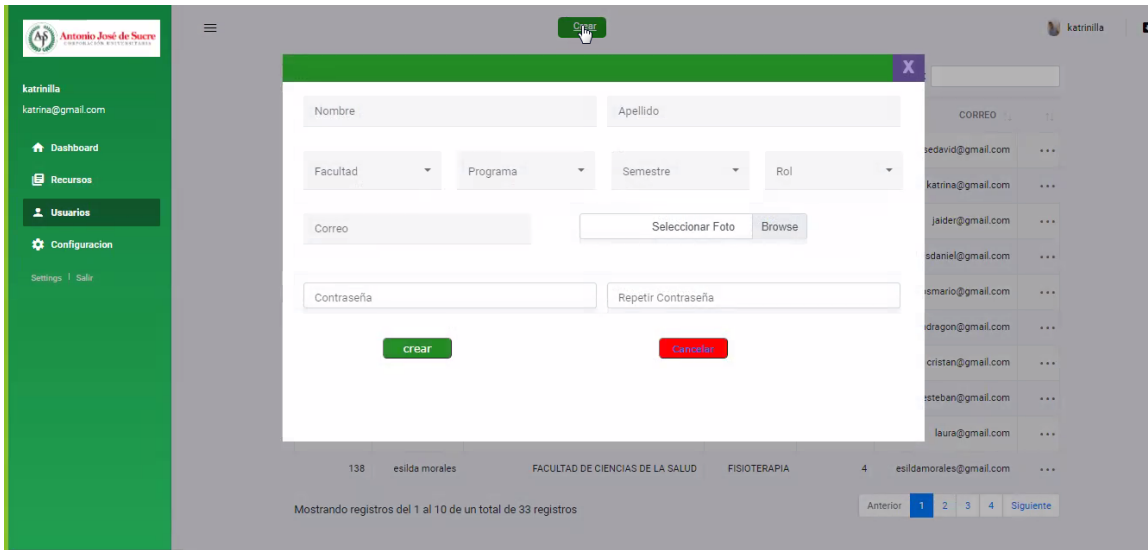 Antonio José de Sucre
CORPORACIÓN UNIVERSITARIA
Crear
katrinilla
X
katrinilla
katrina@gmail.com
Nombre
Apellido
CORREO
Dashboard
sedavid@gmail.com
Facultad
Programa
Semestre
Rol
Recursos
katrina@gmail.com
Usuarios
jaider@gmail.com
Correo
Seleccionar Foto
Browse
Configuracion
sdaniel@gmail.com
Settings | Salir
smario@gmail.com
Contraseña
Repetir Contraseña
dragon@gmail.com
crear
Cancelar
cristan@gmail.com
esteban@gmail.com
laura@gmail.com
138 esilda morales FACULTAD DE CIENCIAS DE LA SALUD FISIOTERAPIA 4 esildamorales@gmail.com
Mostrando registros del 1 al 10 de un total de 33 registros
Anterior 1 2 3 4 Siguiente